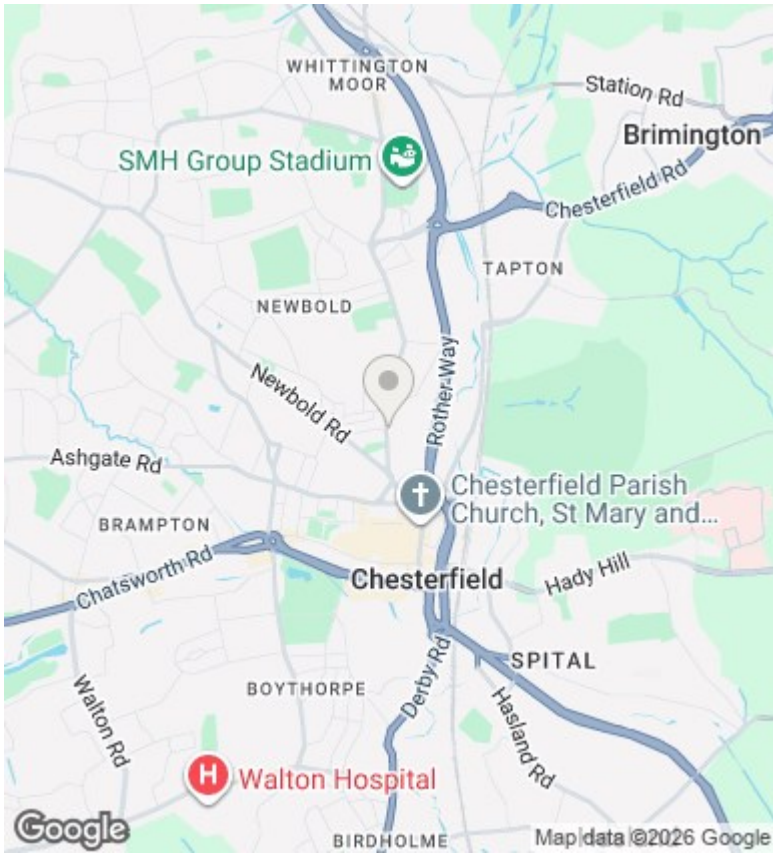 WHITTINGTON
MOOR
Station Rd
Brimington
SMH Group Stadium
Chesterfield Rd
TAPTON
NEWBOLD
Rother Way
Newbold Rd
Ashgate Rd
Chesterfield Parish
Church, St Mary and...
BRAMPTON
Chatsworth Rd
Chesterfield
Hady Hill
SPITAL
Derby Rd
BOYTHORPE
Walton Rd
Hasland Rd
H
Walton Hospital
Google
BIRDHOLME
Map data ©2026 Google